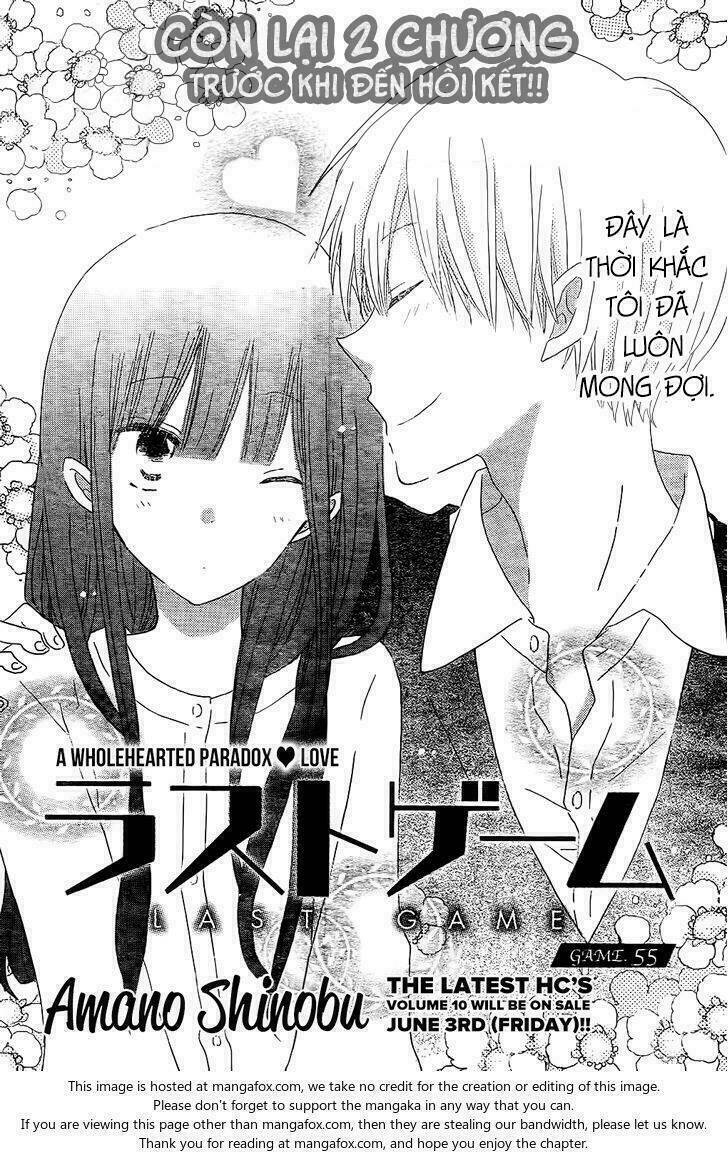 CÒN LẠI 2 CHƯƠNG
TRƯỚC KHI ĐẾN HỒI KẾT!!
ĐÂY LÀ
THỜI KHẮC
TÔI ĐÃ
LUÔN
MONG ĐỢI.
A WHOLEHEARTED PARADOX ♥ LOVE
ラストゲーム
LAST GAME
GAME. 55
Amano Shinobu
THE LATEST HC'S
VOLUME 10 WILL BE ON SALE
JUNE 3RD (FRIDAY)!!
This image is hosted at mangafox.com, we take no credit for the creation or editing of this image.
Please don't forget to support the mangaka in any way that you can.
If you are viewing this page other than mangafox.com, then they are stealing our bandwidth, please let us know.
Thank you for reading at mangafox.com, and hope you enjoy the chapter.